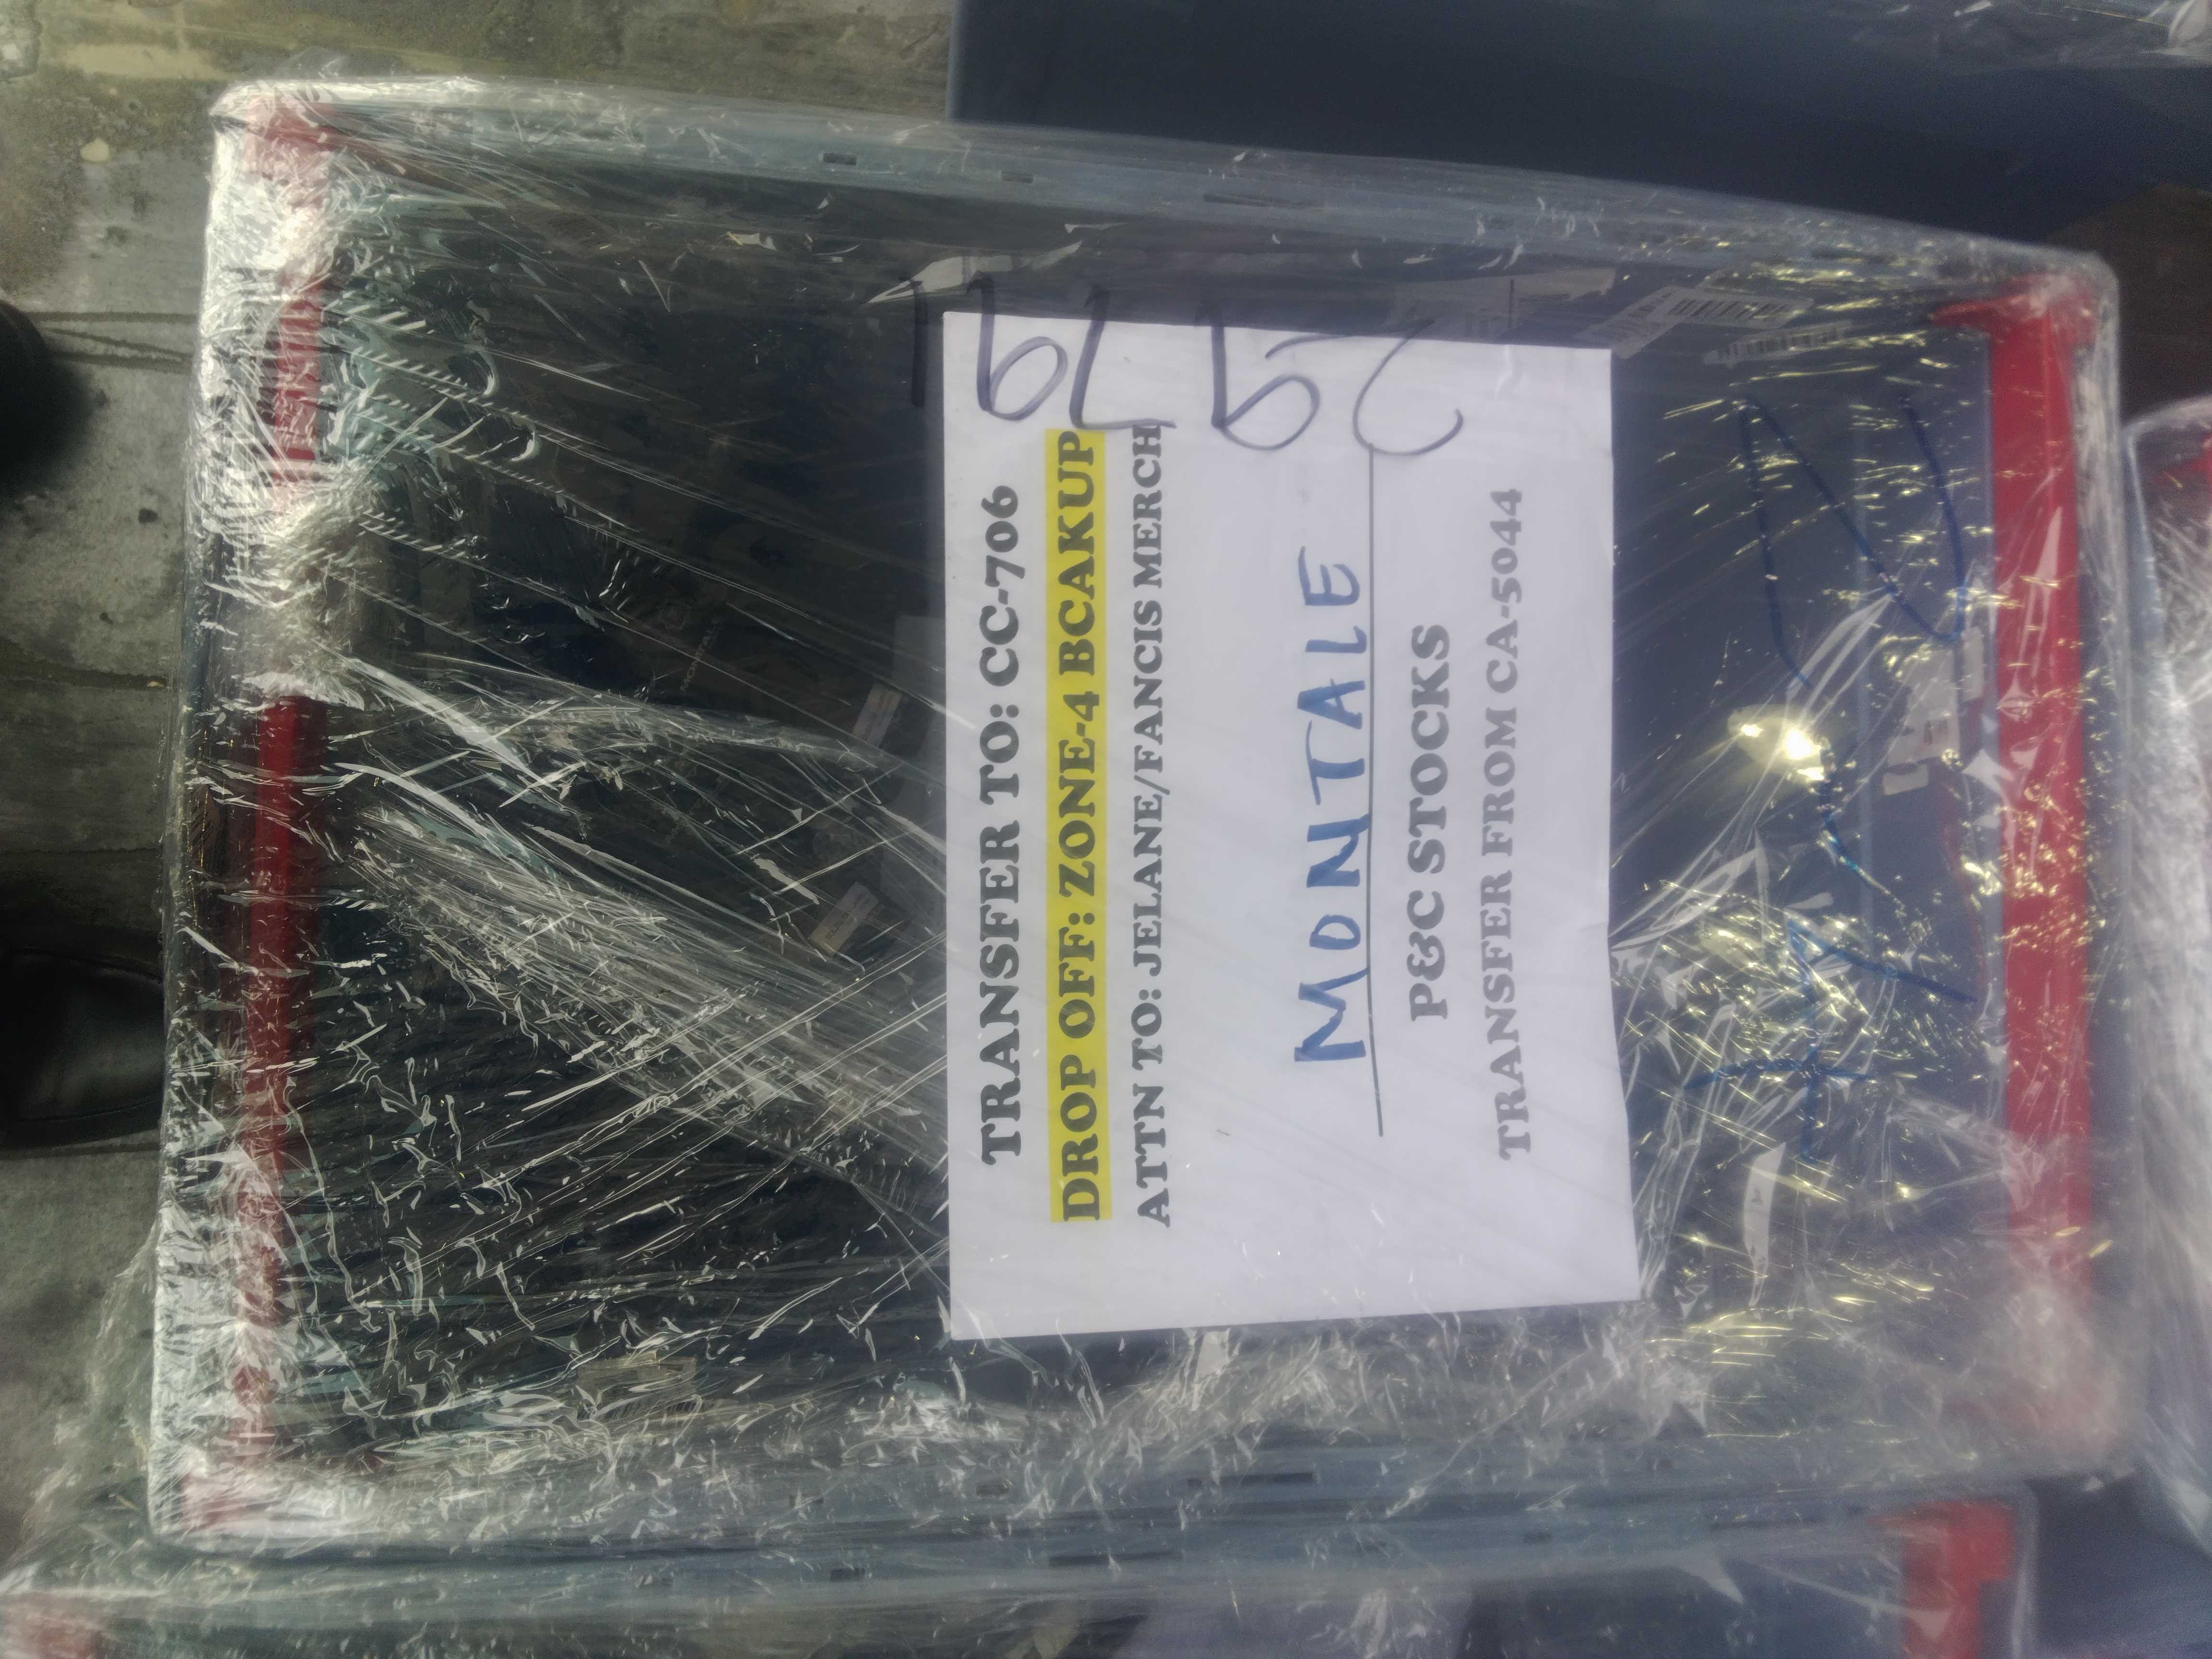 TRANSFER TO: CC-706
DROP OFF: ZONE-4 BCAKUP
ATTN TO: JELANE/FANCIS MERCH
29791
MONTALE
P&C STOCKS
TRANSFER FROM CA-5044